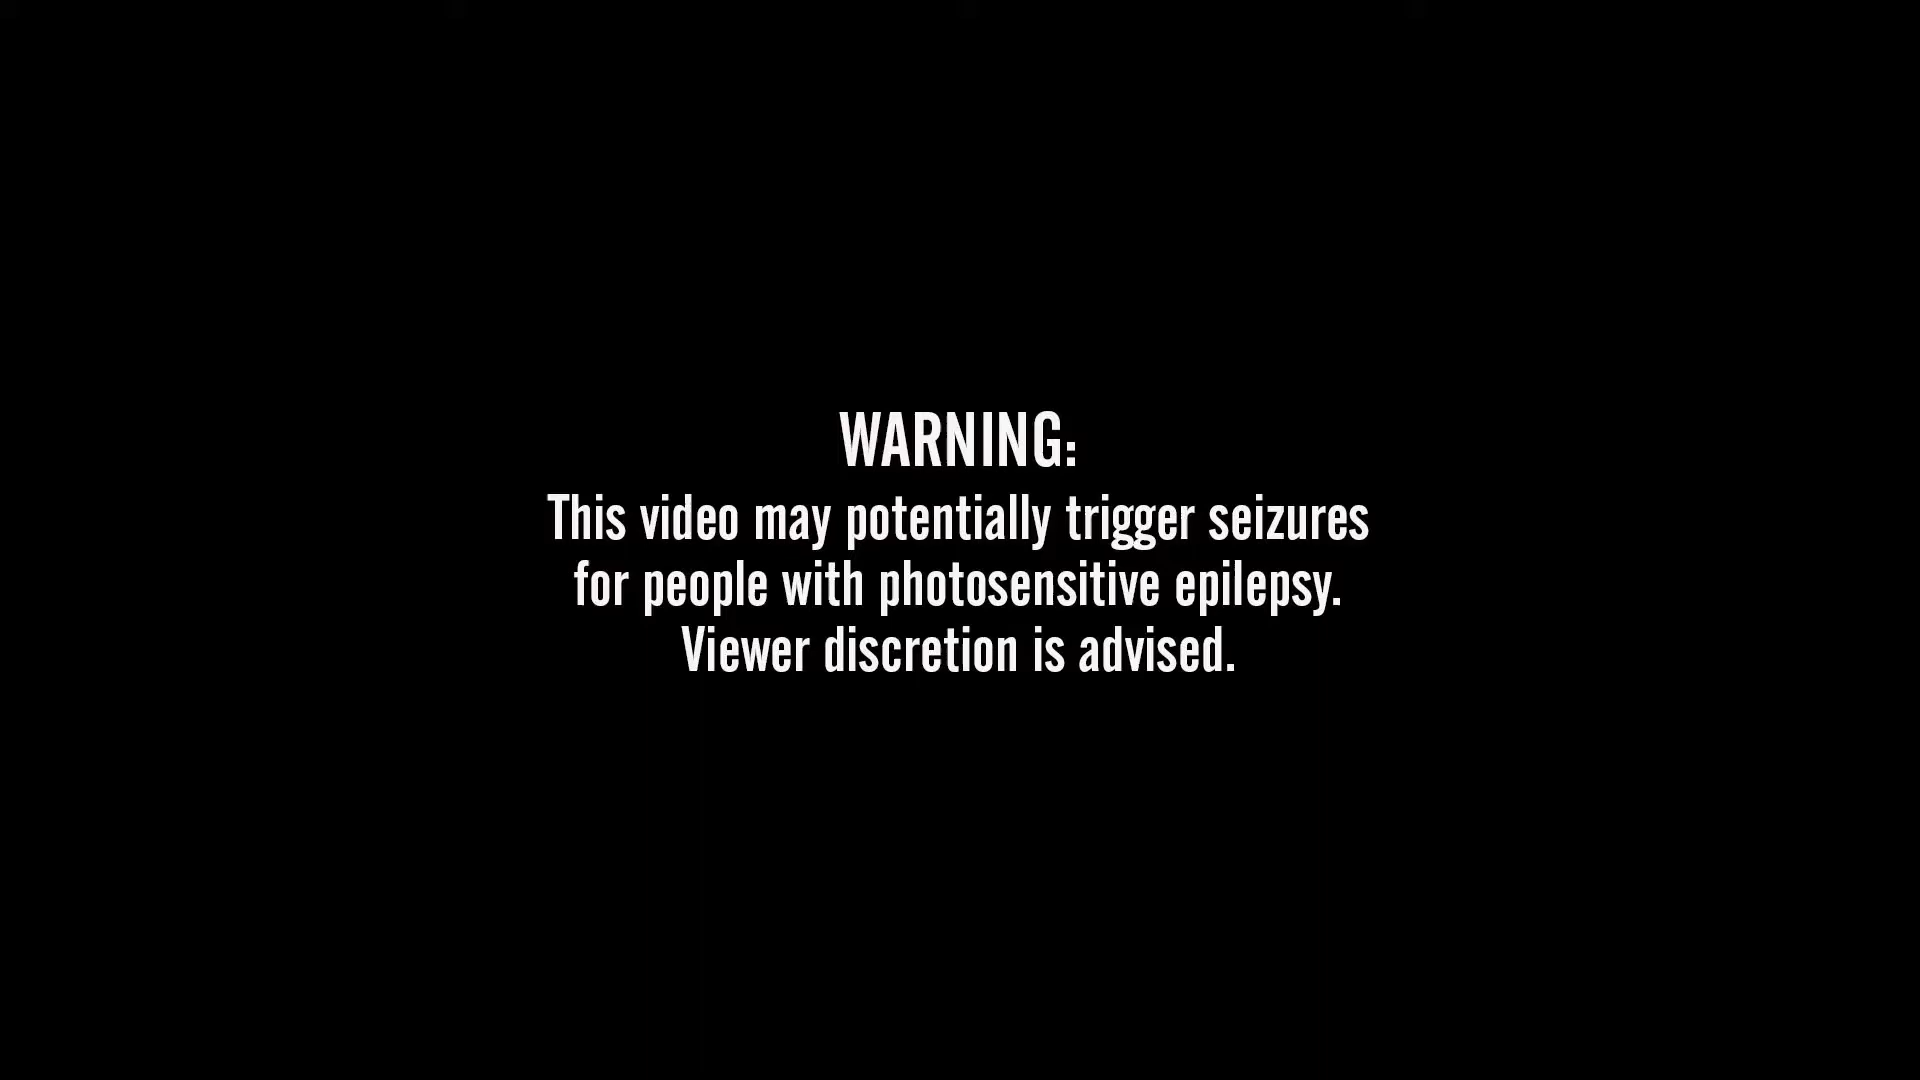 WARNING:
This video may potentially trigger seizures
for people with photosensitive epilepsy.
Viewer discretion is advised.